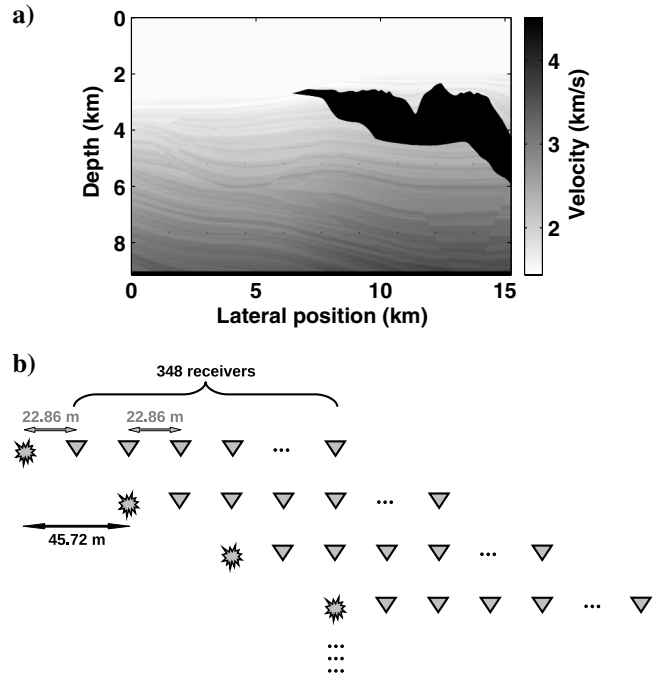 a)
0
2
4
6
8
Depth (km)
0
5
10
15
Lateral position (km)
4
3
2
Velocity (km/s)
b)
348 receivers
22.86 m
22.86 m
...
...
45.72 m
...
...
...
...
...